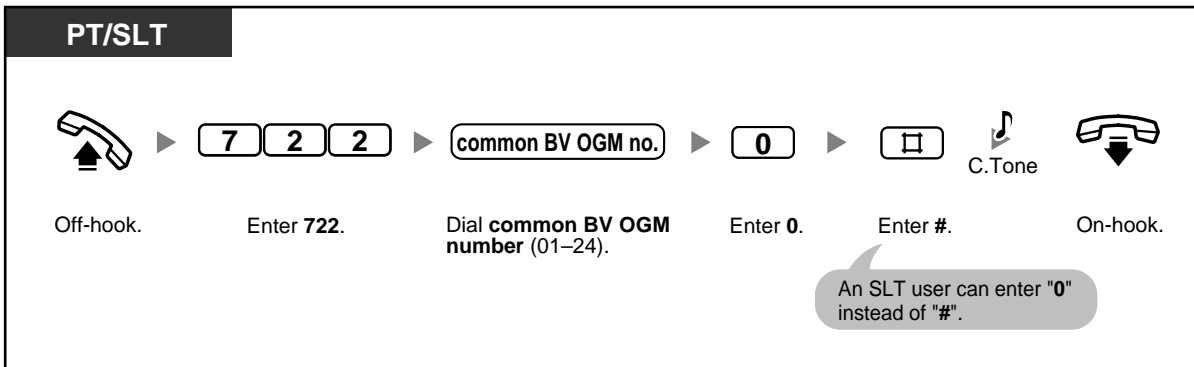 PT/SLT
7 2 2 common BV OGM no. 0 #
C.Tone
Off-hook. Enter 722. Dial common BV OGM number (01–24). Enter 0. Enter #. On-hook.
An SLT user can enter "0"
instead of "#".